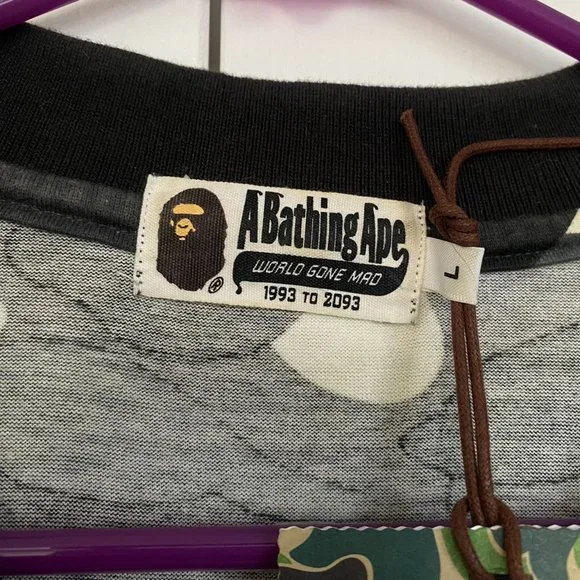 A Bathing Ape
WORLD GONE MAD
1993 TO 2093
L